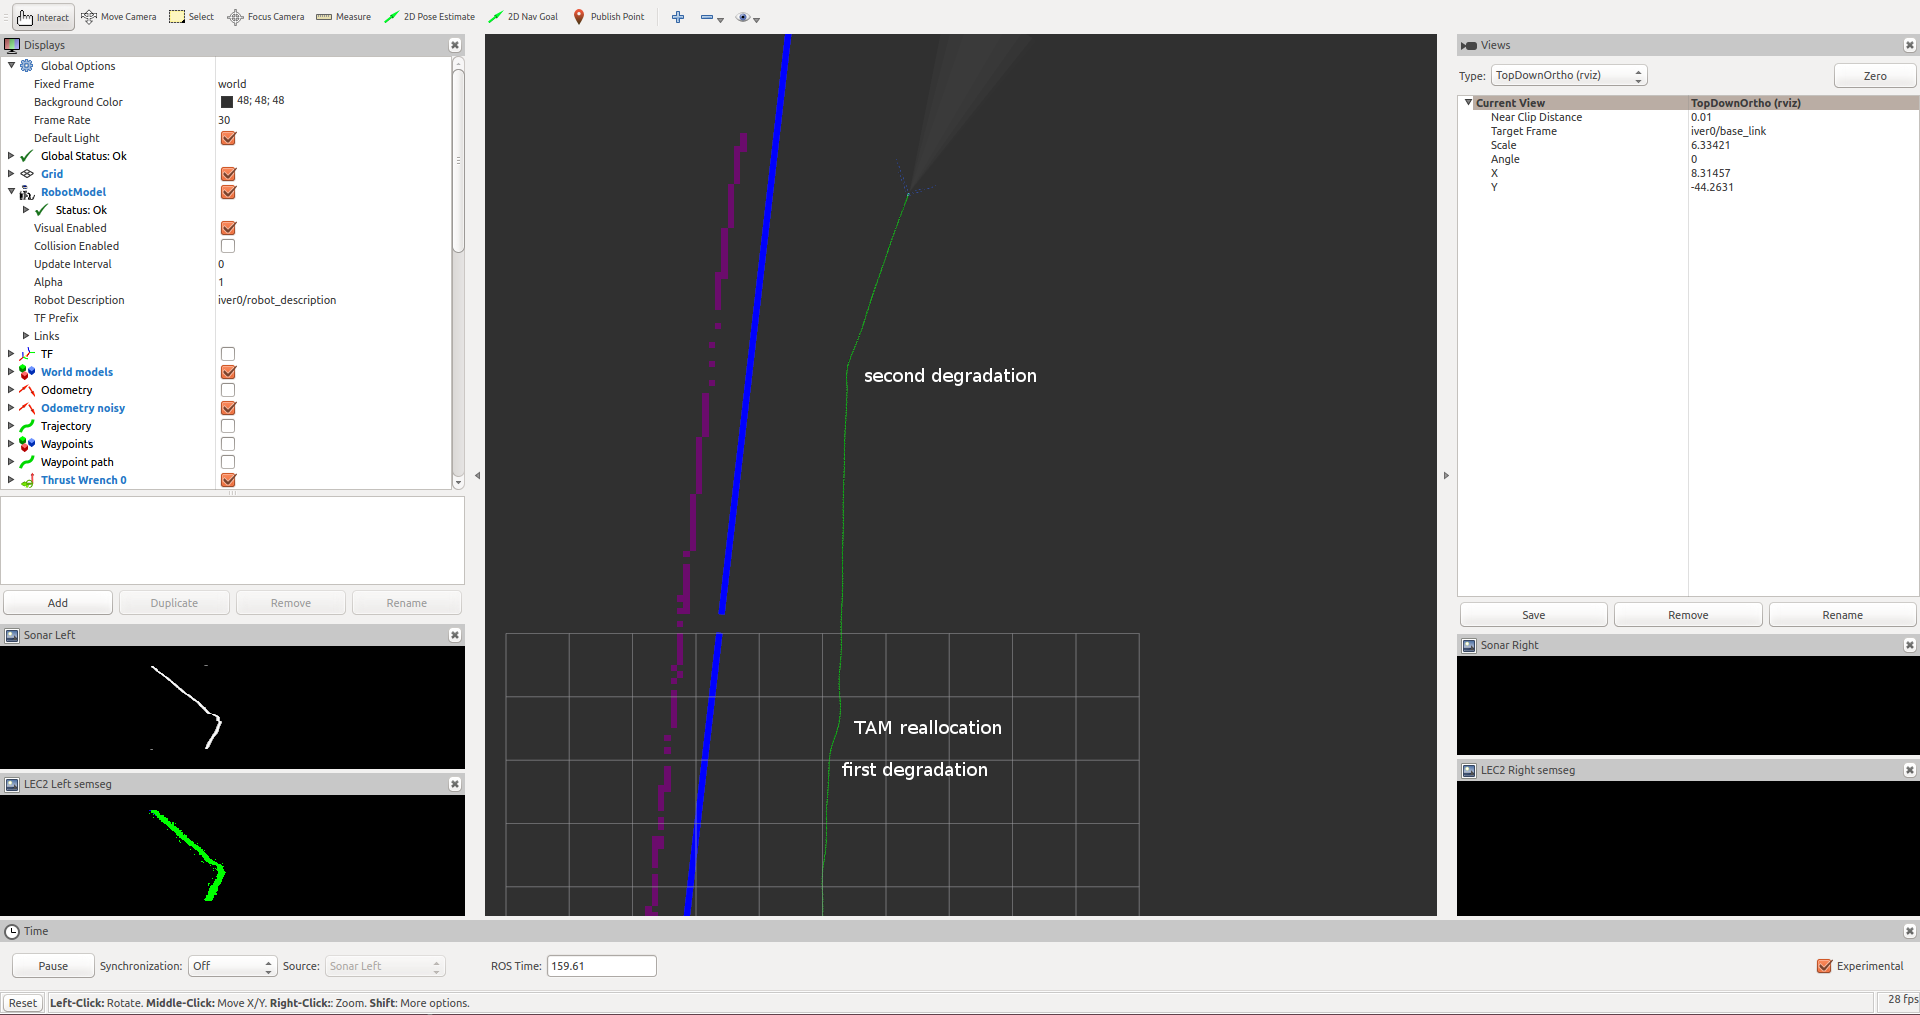 Interact Move Camera Select Focus Camera Measure 2D Pose Estimate 2D Nav Goal Publish Point
Displays
Global Options
Fixed Frame world
Background Color 48; 48; 48
Frame Rate 30
Default Light
Global Status: Ok
Grid
RobotModel
Status: Ok
Visual Enabled
Collision Enabled
Update Interval 0
Alpha 1
Robot Description iver0/robot_description
TF Prefix
Links
TF
World models
Odometry
Odometry noisy
Trajectory
Waypoints
Waypoint path
Thrust Wrench 0
Add Duplicate Remove Rename
Sonar Left
LEC2 Left semseg
second degradation
TAM reallocation
first degradation
Views
Type: TopDownOrtho (rviz) Zero
Current View TopDownOrtho (rviz)
Near Clip Distance 0.01
Target Frame iver0/base_link
Scale 6.33421
Angle 0
X 8.31457
Y -44.2631
Save Remove Rename
Sonar Right
LEC2 Right semseg
Time
Pause Synchronization: Off Source: Sonar Left ROS Time: 159.61 Experimental
Reset Left-Click: Rotate. Middle-Click: Move X/Y. Right-Click:: Zoom. Shift: More options. 28 fps